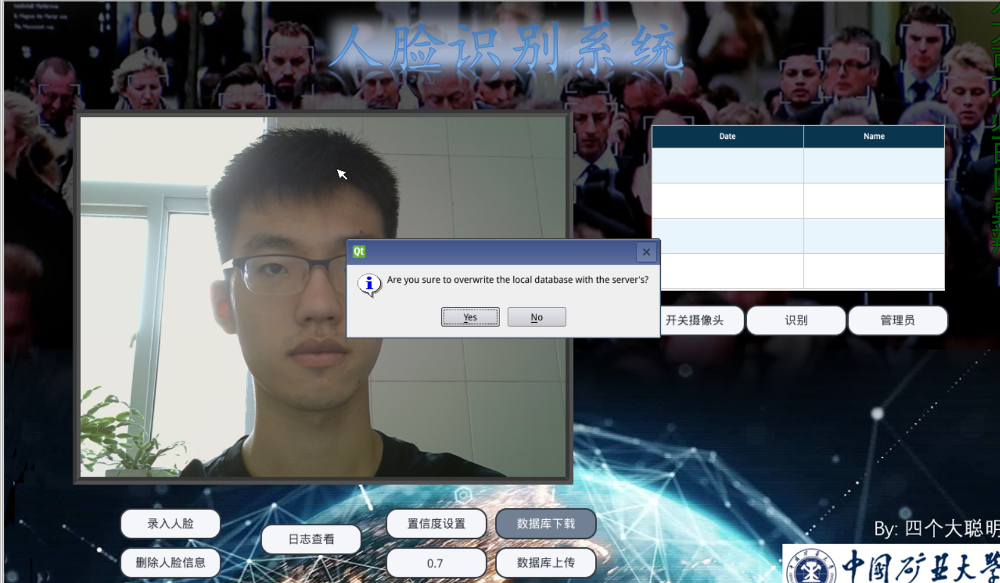 人脸识别系统
Date Name
Are you sure to overwrite the local database with the server's?
Yes No
开关摄像头 识别 管理员
录入人脸 置信度设置 数据库下载
日志查看
删除人脸信息 0.7 数据库上传
By: 四个大聪明
中国矿业大学